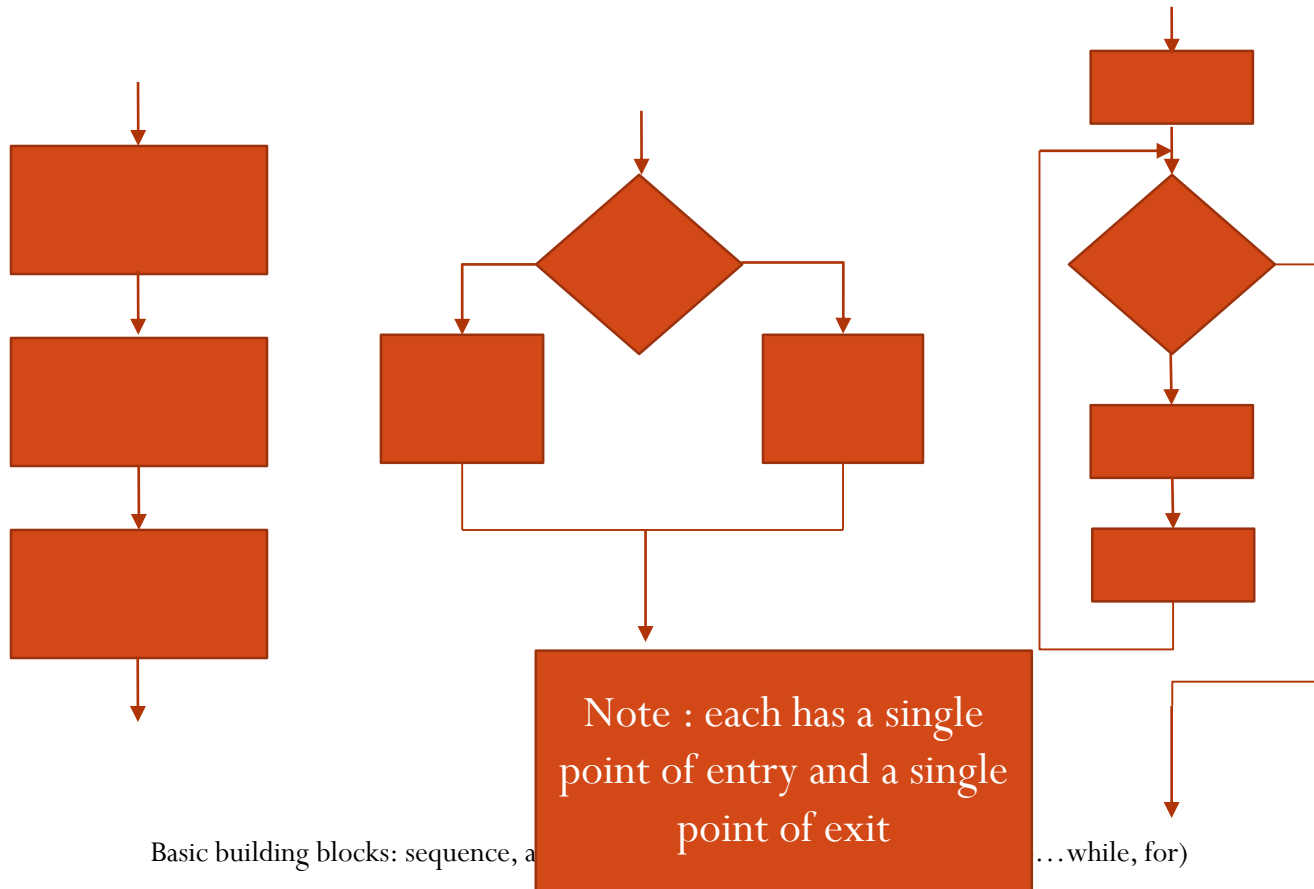 Note : each has a single
point of entry and a single
point of exit
Basic building blocks: sequence, a …while, for)